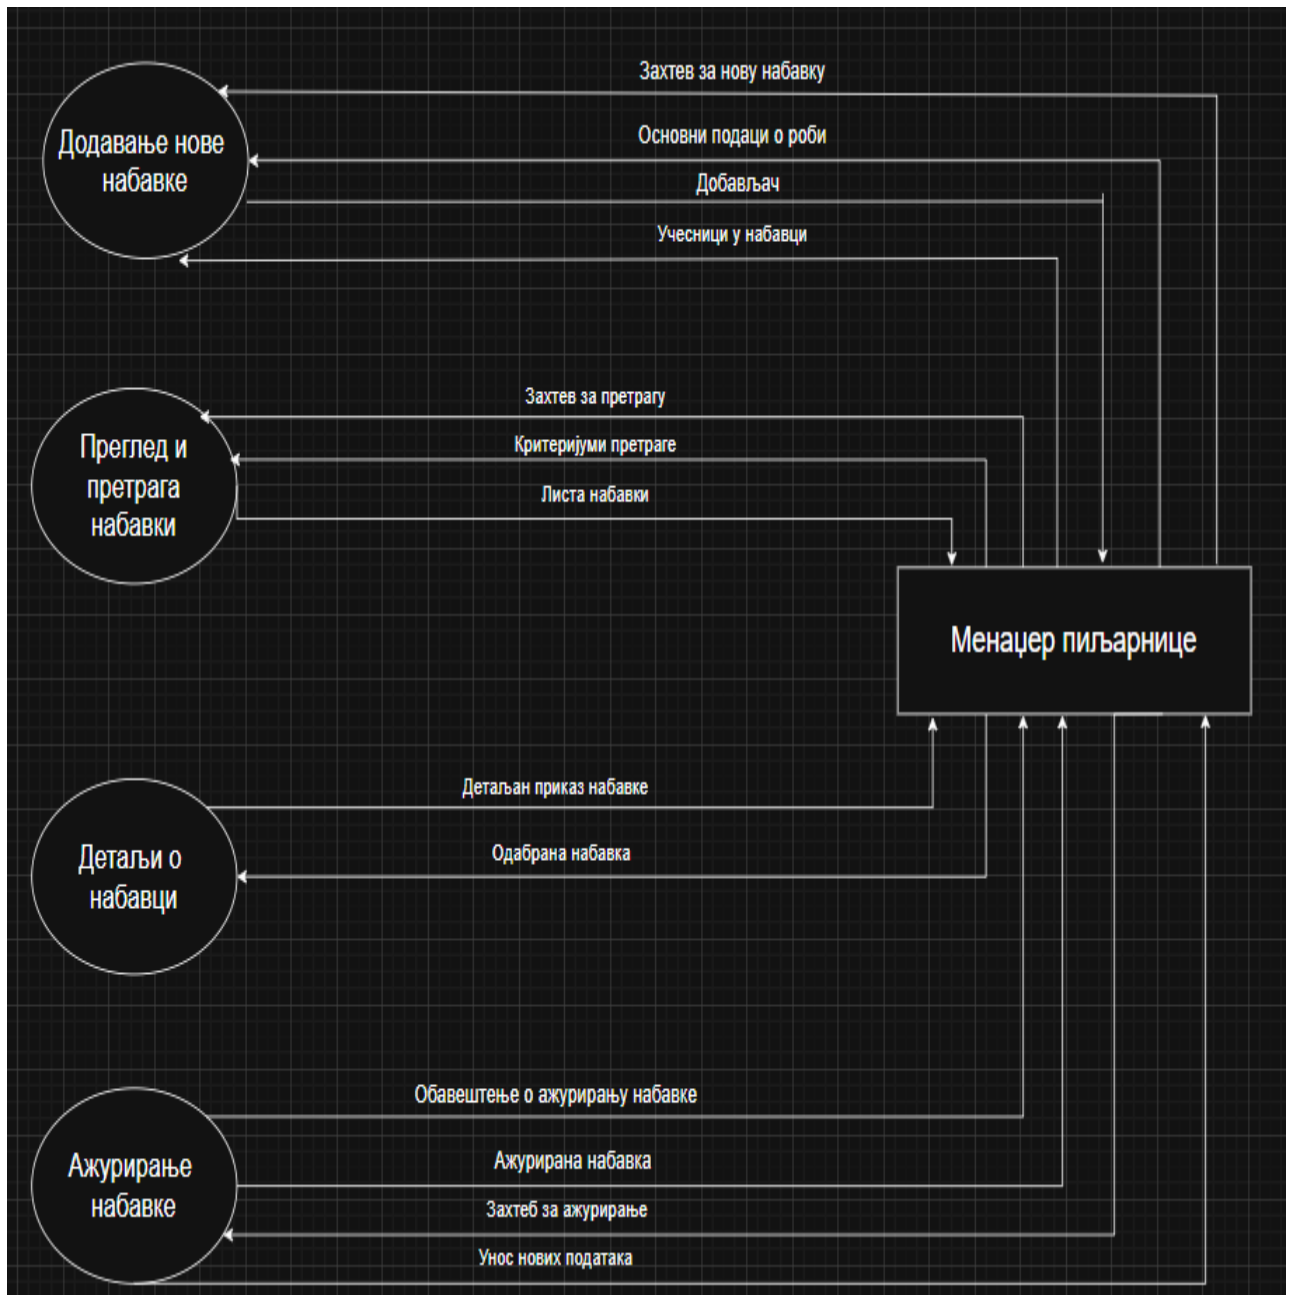 Захтев за нову набавку
Основни подаци о роби
Додавање нове
набавке
Добављач
Учесници у набавци
Захтев за претрагу
Критеријуми претраге
Преглед и
претрага
набавки
Листа набавки
Менаџер пиљарнице
Детаљан приказ набавке
Одабрана набавка
Детаљи о
набавци
Обавештење о ажурирању набавке
Ажурирана набавка
Ажурирање
набавке
Захтеб за ажурирање
Унос нових података